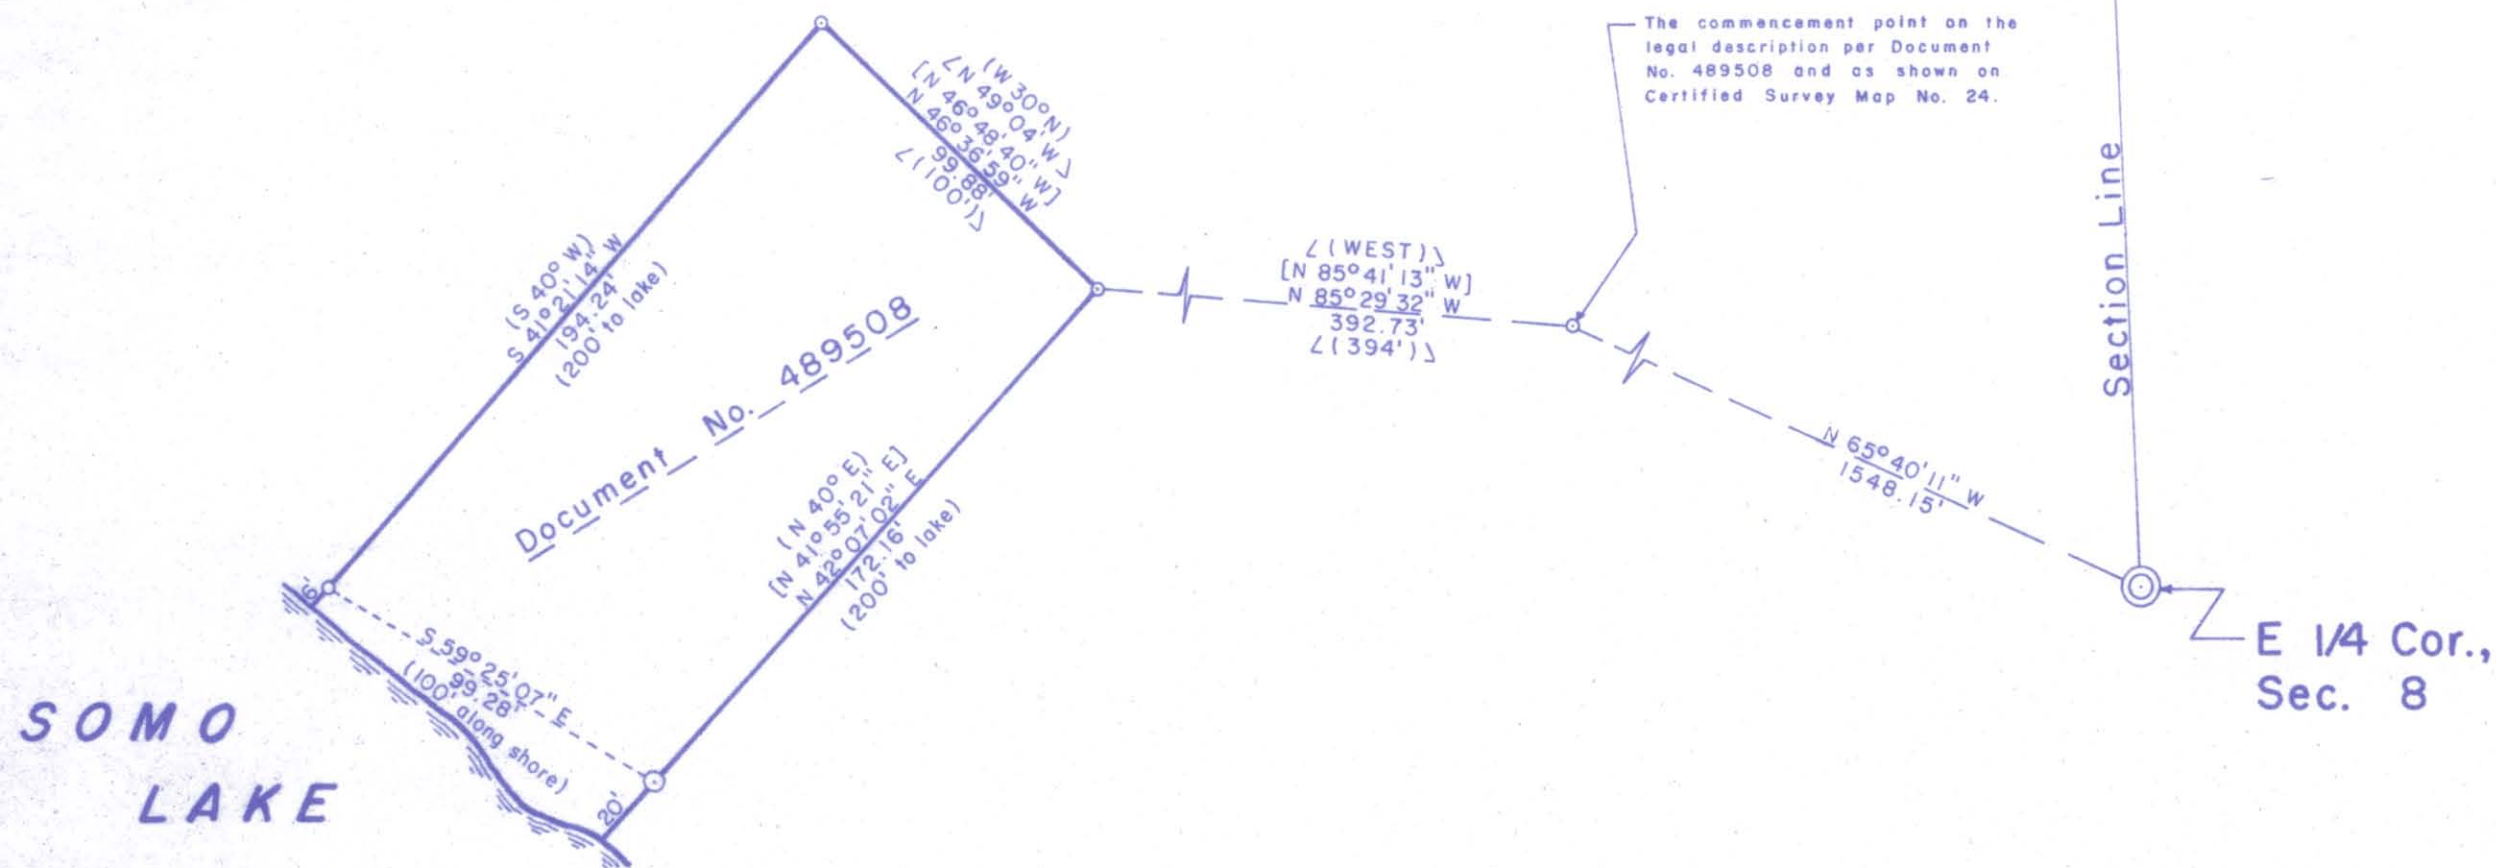 The commencement point on the
legal description per Document
No. 489508 and as shown on
Certified Survey Map No. 24.
(W 30° N)
∠N 49° 04' W⦣
[N 46° 48' 40" W]
N 46° 36' 59" W
99.88'
∠(100')⦣
Section Line
(S 40° W)
S 41° 21' 14" W
194.24'
(200' to lake)
∠(WEST)⦣
[N 85° 41' 13" W]
N 85° 29' 32" W
392.73'
∠(394')⦣
Document No. 489508
(N 40° E)
[N 41° 55' 21" E]
N 42° 07' 02" E
172.16'
(200' to lake)
N 65° 40' 11" W
1548.15'
6'
S 59° 25' 07" E
99.28'
(100' along shore)
20'
E 1/4 Cor.,
Sec. 8
SOMO
LAKE